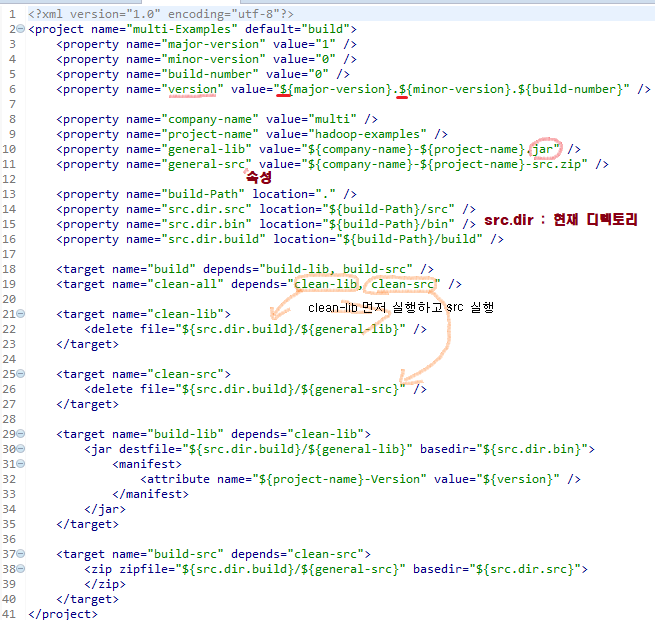 1 <?xml version="1.0" encoding="utf-8"?>
2 <project name="multi-Examples" default="build">
3 <property name="major-version" value="1" />
4 <property name="minor-version" value="0" />
5 <property name="build-number" value="0" />
6 <property name="version" value="${major-version}.${minor-version}.${build-number}" />
7
8 <property name="company-name" value="multi" />
9 <property name="project-name" value="hadoop-examples" />
10 <property name="general-lib" value="${company-name}-${project-name}.jar" />
11 <property name="general-src" value="${company-name}-${project-name}-src.zip" />
12 속성
13 <property name="build-Path" location="." />
14 <property name="src.dir.src" location="${build-Path}/src" />
15 <property name="src.dir.bin" location="${build-Path}/bin" /> src.dir : 현재 디렉토리
16 <property name="src.dir.build" location="${build-Path}/build" />
17
18 <target name="build" depends="build-lib, build-src" />
19 <target name="clean-all" depends="clean-lib, clean-src" />
20
clean-lib 먼저 실행하고 src 실행
21 <target name="clean-lib">
22 <delete file="${src.dir.build}/${general-lib}" />
23 </target>
24
25 <target name="clean-src">
26 <delete file="${src.dir.build}/${general-src}" />
27 </target>
28
29 <target name="build-lib" depends="clean-lib">
30 <jar destfile="${src.dir.build}/${general-lib}" basedir="${src.dir.bin}">
31 <manifest>
32 <attribute name="${project-name}-Version" value="${version}" />
33 </manifest>
34 </jar>
35 </target>
36
37 <target name="build-src" depends="clean-src">
38 <zip zipfile="${src.dir.build}/${general-src}" basedir="${src.dir.src}">
39 </zip>
40 </target>
41 </project>